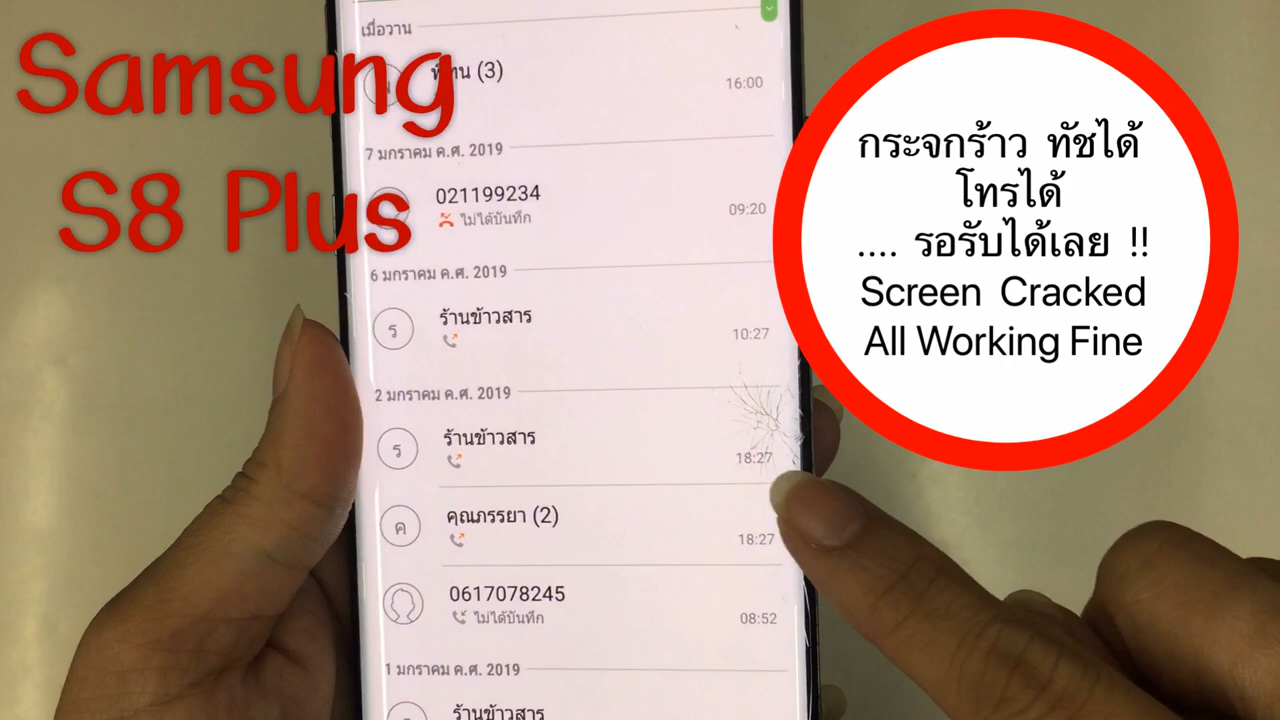 Samsung
S8 Plus
กระจกร้าว ทัชได้
โทรได้
.... รอรับได้เลย !!
Screen Cracked
All Working Fine
เมื่อวาน
(3)
16:00
7 มกราคม ค.ศ. 2019
021199234
ไม่ได้บันทึก
09:20
6 มกราคม ค.ศ. 2019
ร
ร้านข้าวสาร
10:27
2 มกราคม ค.ศ. 2019
ร
ร้านข้าวสาร
18:27
ค
คุณภรรยา (2)
18:27
0617078245
ไม่ได้บันทึก
08:52
1 มกราคม ค.ศ. 2019
ร้านข้าวสาร